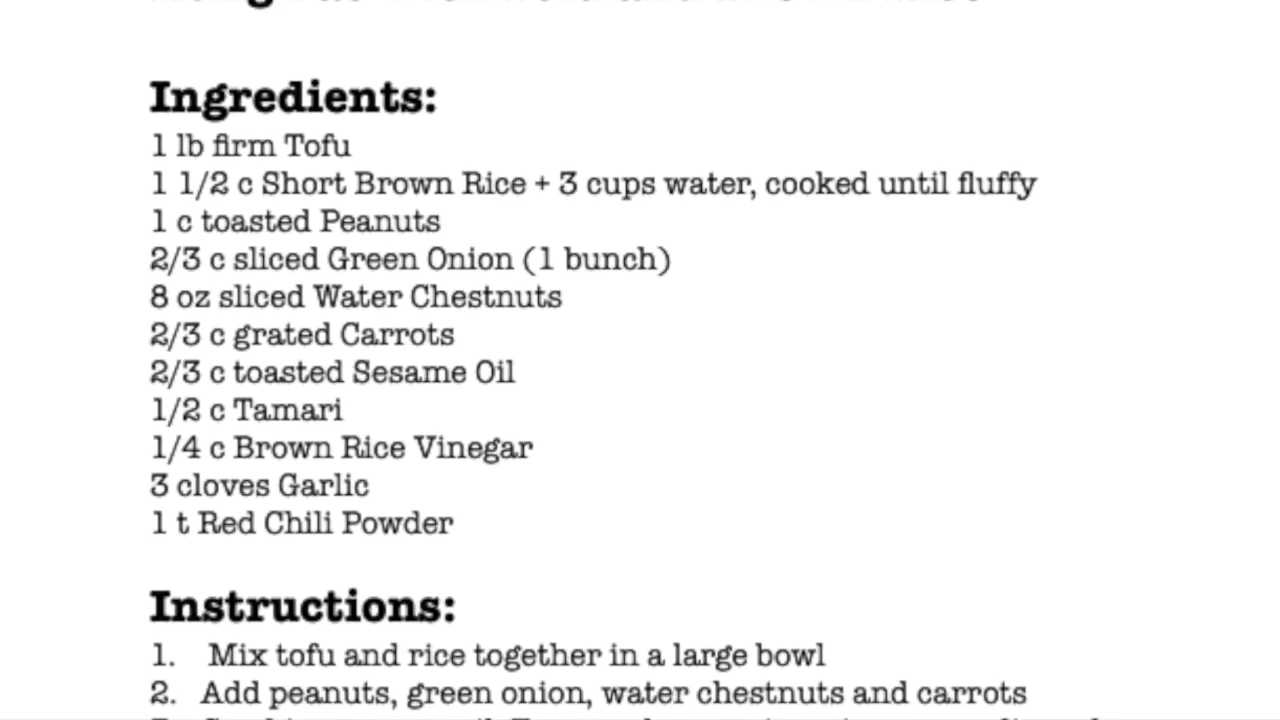 Ingredients:
1 lb firm Tofu
1 1/2 c Short Brown Rice + 3 cups water, cooked until fluffy
1 c toasted Peanuts
2/3 c sliced Green Onion (1 bunch)
8 oz sliced Water Chestnuts
2/3 c grated Carrots
2/3 c toasted Sesame Oil
1/2 c Tamari
1/4 c Brown Rice Vinegar
3 cloves Garlic
1 t Red Chili Powder
Instructions:
1. Mix tofu and rice together in a large bowl
2. Add peanuts, green onion, water chestnuts and carrots